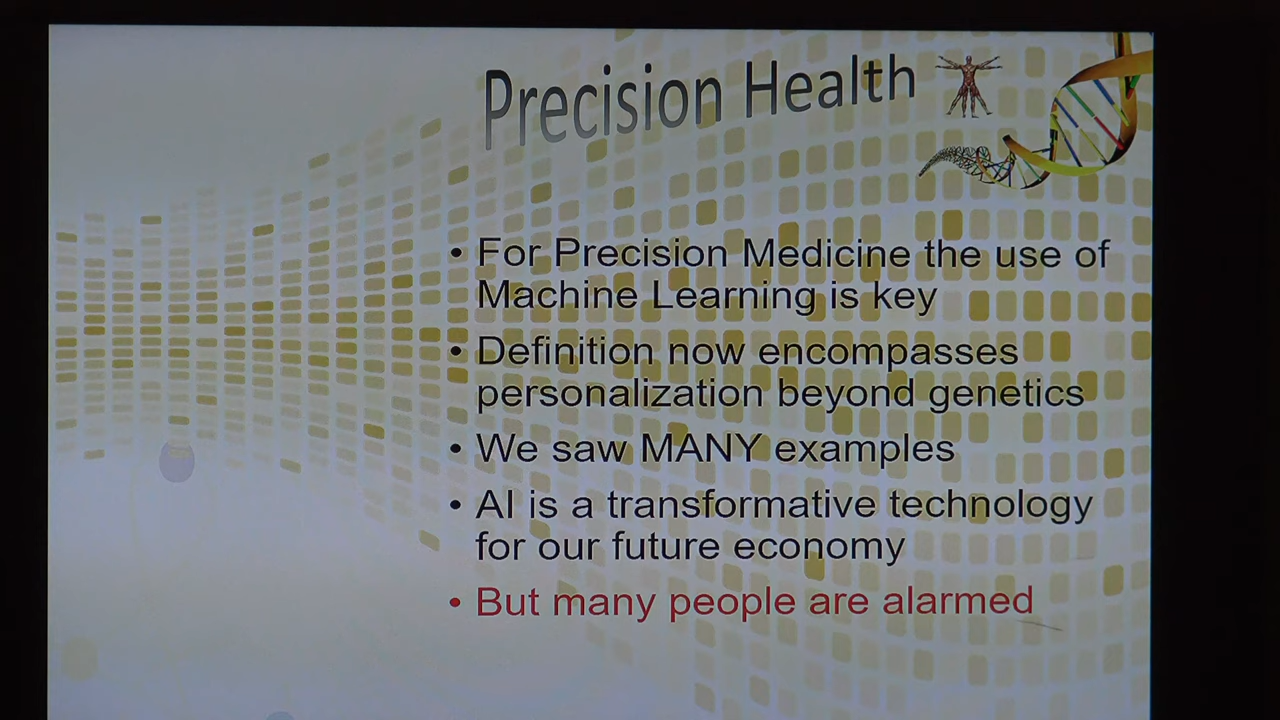 Precision Health
• For Precision Medicine the use of
Machine Learning is key
• Definition now encompasses
personalization beyond genetics
• We saw MANY examples
• AI is a transformative technology
for our future economy
• But many people are alarmed